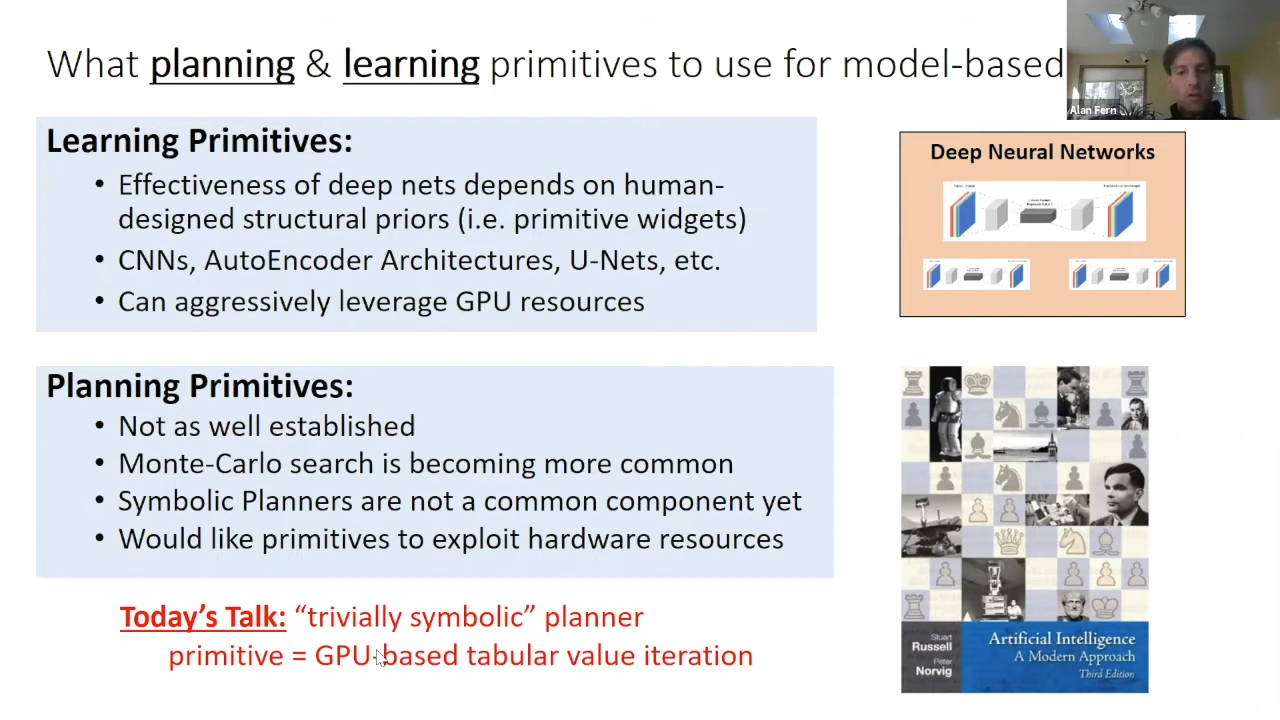 What planning & learning primitives to use for model-based
Alan Fern
Learning Primitives:
• Effectiveness of deep nets depends on human-
designed structural priors (i.e. primitive widgets)
• CNNs, AutoEncoder Architectures, U-Nets, etc.
• Can aggressively leverage GPU resources
Deep Neural Networks
Planning Primitives:
• Not as well established
• Monte-Carlo search is becoming more common
• Symbolic Planners are not a common component yet
• Would like primitives to exploit hardware resources
Today's Talk: “trivially symbolic” planner
primitive = GPU-based tabular value iteration
Stuart
Russell
Peter
Norvig
Artificial Intelligence
A Modern Approach
Third Edition